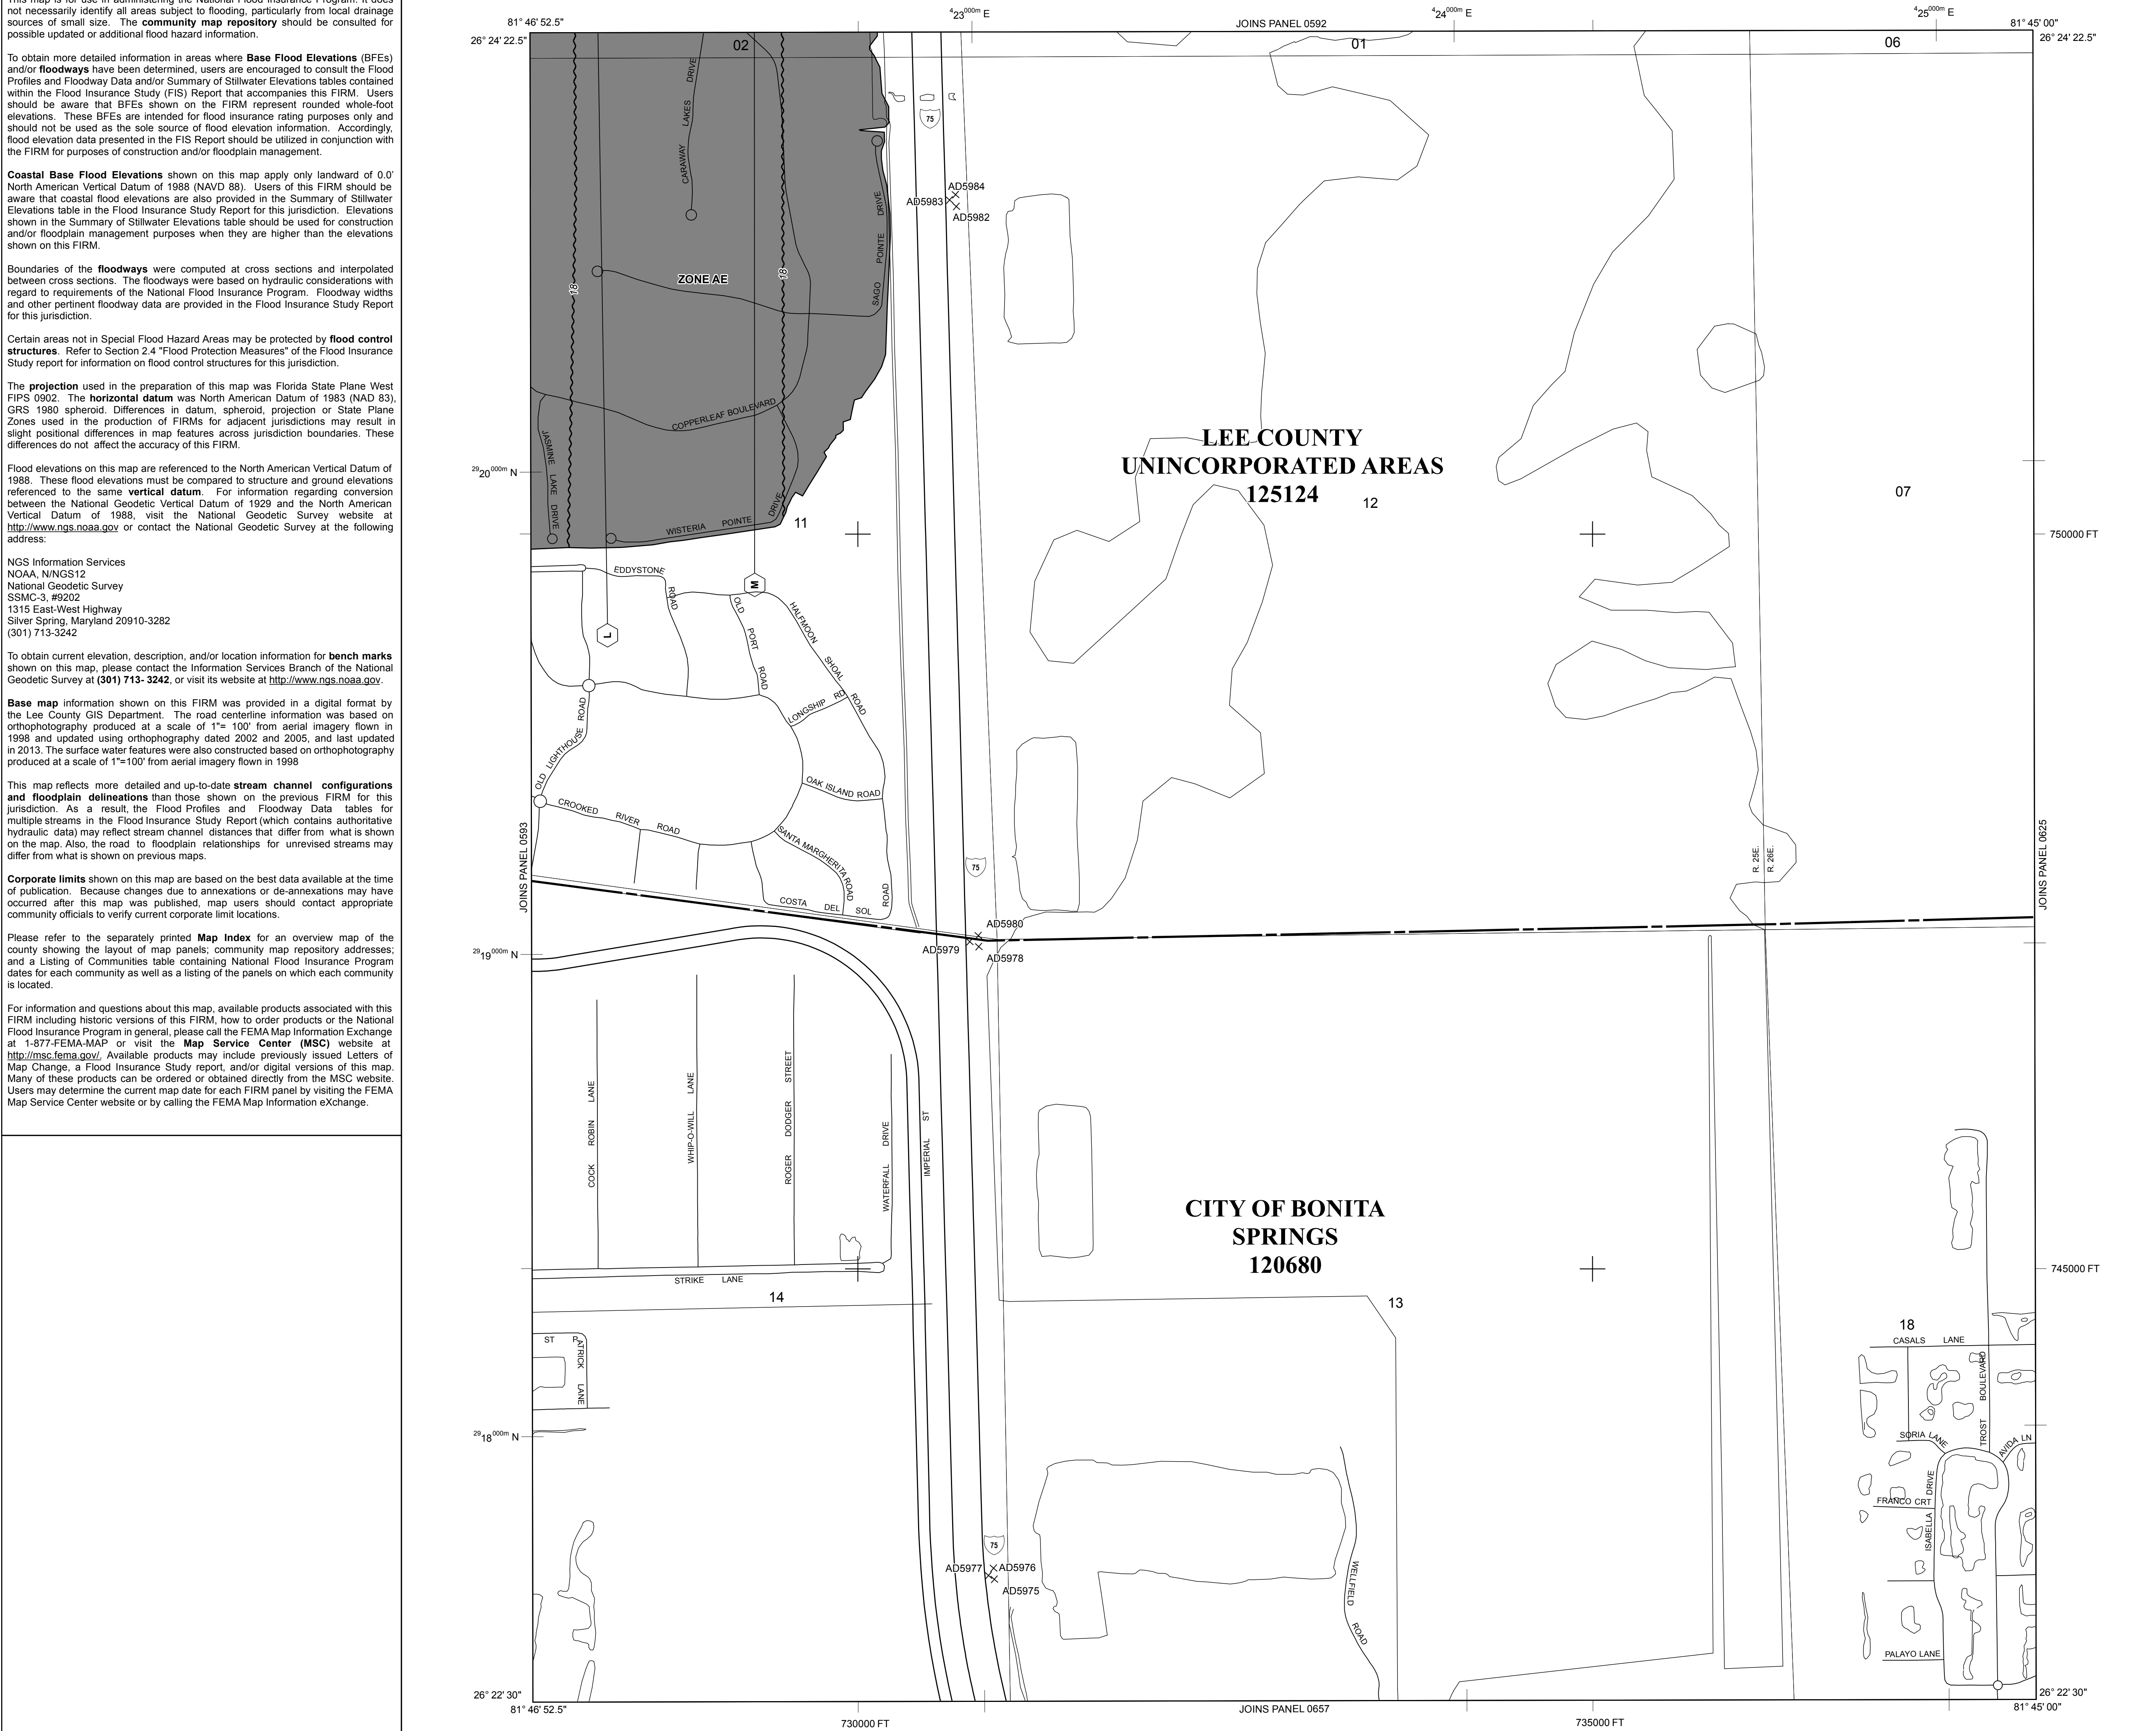 This map is for use in administering the National Flood Insurance Program. It does
not necessarily identify all areas subject to flooding, particularly from local drainage
sources of small size. The community map repository should be consulted for
possible updated or additional flood hazard information.
To obtain more detailed information in areas where Base Flood Elevations (BFEs)
and/or floodways have been determined, users are encouraged to consult the Flood
Profiles and Floodway Data and/or Summary of Stillwater Elevations tables contained
within the Flood Insurance Study (FIS) Report that accompanies this FIRM. Users
should be aware that BFEs shown on the FIRM represent rounded whole-foot
elevations. These BFEs are intended for flood insurance rating purposes only and
should not be used as the sole source of flood elevation information. Accordingly,
flood elevation data presented in the FIS Report should be utilized in conjunction with
the FIRM for purposes of construction and/or floodplain management.
Coastal Base Flood Elevations shown on this map apply only landward of 0.0'
North American Vertical Datum of 1988 (NAVD 88). Users of this FIRM should be
aware that coastal flood elevations are also provided in the Summary of Stillwater
Elevations table in the Flood Insurance Study Report for this jurisdiction. Elevations
shown in the Summary of Stillwater Elevations table should be used for construction
and/or floodplain management purposes when they are higher than the elevations
shown on this FIRM.
Boundaries of the floodways were computed at cross sections and interpolated
between cross sections. The floodways were based on hydraulic considerations with
regard to requirements of the National Flood Insurance Program. Floodway widths
and other pertinent floodway data are provided in the Flood Insurance Study Report
for this jurisdiction.
Certain areas not in Special Flood Hazard Areas may be protected by flood control
structures. Refer to Section 2.4 "Flood Protection Measures" of the Flood Insurance
Study report for information on flood control structures for this jurisdiction.
The projection used in the preparation of this map was Florida State Plane West
FIPS 0902. The horizontal datum was North American Datum of 1983 (NAD 83),
GRS 1980 spheroid. Differences in datum, spheroid, projection or State Plane
Zones used in the production of FIRMs for adjacent jurisdictions may result in
slight positional differences in map features across jurisdiction boundaries. These
differences do not affect the accuracy of this FIRM.
Flood elevations on this map are referenced to the North American Vertical Datum of
1988. These flood elevations must be compared to structure and ground elevations
referenced to the same vertical datum. For information regarding conversion
between the National Geodetic Vertical Datum of 1929 and the North American
Vertical Datum of 1988, visit the National Geodetic Survey website at
http://www.ngs.noaa.gov or contact the National Geodetic Survey at the following
address:
NGS Information Services
NOAA, N/NGS12
National Geodetic Survey
SSMC-3, #9202
1315 East-West Highway
Silver Spring, Maryland 20910-3282
(301) 713-3242
To obtain current elevation, description, and/or location information for bench marks
shown on this map, please contact the Information Services Branch of the National
Geodetic Survey at (301) 713- 3242, or visit its website at http://www.ngs.noaa.gov.
Base map information shown on this FIRM was provided in a digital format by
the Lee County GIS Department. The road centerline information was based on
orthophotography produced at a scale of 1"= 100' from aerial imagery flown in
1998 and updated using orthophography dated 2002 and 2005, and last updated
in 2013. The surface water features were also constructed based on orthophotography
produced at a scale of 1"=100' from aerial imagery flown in 1998
This map reflects more detailed and up-to-date stream channel configurations
and floodplain delineations than those shown on the previous FIRM for this
jurisdiction. As a result, the Flood Profiles and Floodway Data tables for
multiple streams in the Flood Insurance Study Report (which contains authoritative
hydraulic data) may reflect stream channel distances that differ from what is shown
on the map. Also, the road to floodplain relationships for unrevised streams may
differ from what is shown on previous maps.
Corporate limits shown on this map are based on the best data available at the time
of publication. Because changes due to annexations or de-annexations may have
occurred after this map was published, map users should contact appropriate
community officials to verify current corporate limit locations.
Please refer to the separately printed Map Index for an overview map of the
county showing the layout of map panels; community map repository addresses;
and a Listing of Communities table containing National Flood Insurance Program
dates for each community as well as a listing of the panels on which each community
is located.
For information and questions about this map, available products associated with this
FIRM including historic versions of this FIRM, how to order products or the National
Flood Insurance Program in general, please call the FEMA Map Information Exchange
at 1-877-FEMA-MAP or visit the Map Service Center (MSC) website at
http://msc.fema.gov/. Available products may include previously issued Letters of
Map Change, a Flood Insurance Study report, and/or digital versions of this map.
Many of these products can be ordered or obtained directly from the MSC website.
Users may determine the current map date for each FIRM panel by visiting the FEMA
Map Service Center website or by calling the FEMA Map Information eXchange.
81° 46' 52.5"
423000m E
JOINS PANEL 0592
424000m E
425000m E
81° 45' 00"
26° 24' 22.5"
26° 24' 22.5"
02
01
06
CARAWAY LAKES DRIVE
SAGO POINTE DRIVE
75
AD5984
AD5983
AD5982
ZONE AE
18
18
COPPERLEAF BOULEVARD
JASMINE LAKE DRIVE
WISTERIA POINTE DRIVE
2920000m N
LEE COUNTY
UNINCORPORATED AREAS
125124
12
11
07
750000 FT
EDDYSTONE ROAD
M
L
OLD PORT ROAD
HALFMOON SHOAL ROAD
LONGSHIP RD
OLD LIGHTHOUSE ROAD
OAK ISLAND ROAD
CROOKED RIVER ROAD
SANTA MARGHERITA ROAD
COSTA DEL SOL ROAD
JOINS PANEL 0593
75
R. 25E.
R. 26E.
JOINS PANEL 0625
AD5980
AD5979
AD5978
2919000m N
COCK ROBIN LANE
WHIP-O-WILL LANE
ROGER DODGER STREET
WATERFALL DRIVE
IMPERIAL ST
STRIKE LANE
CITY OF BONITA
SPRINGS
120680
745000 FT
14
13
18
ST PATRICK LANE
CASALS LANE
TROST BOULEVARD
2918000m N
SORIA LANE
AVIDA LN
FRANCO CRT
ISABELLA DRIVE
75
AD5977
AD5976
AD5975
WELLFIELD ROAD
PALAYO LANE
26° 22' 30"
26° 22' 30"
81° 46' 52.5"
JOINS PANEL 0657
81° 45' 00"
730000 FT
735000 FT